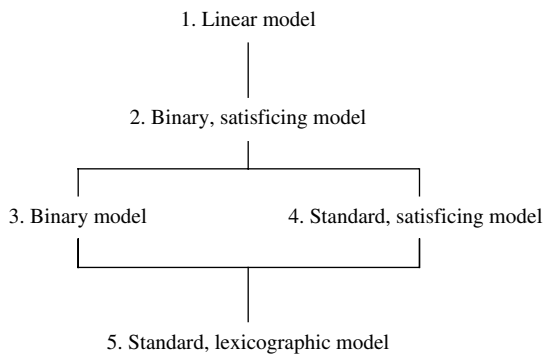 1. Linear model
2. Binary, satisficing model
3. Binary model
4. Standard, satisficing model
5. Standard, lexicographic model